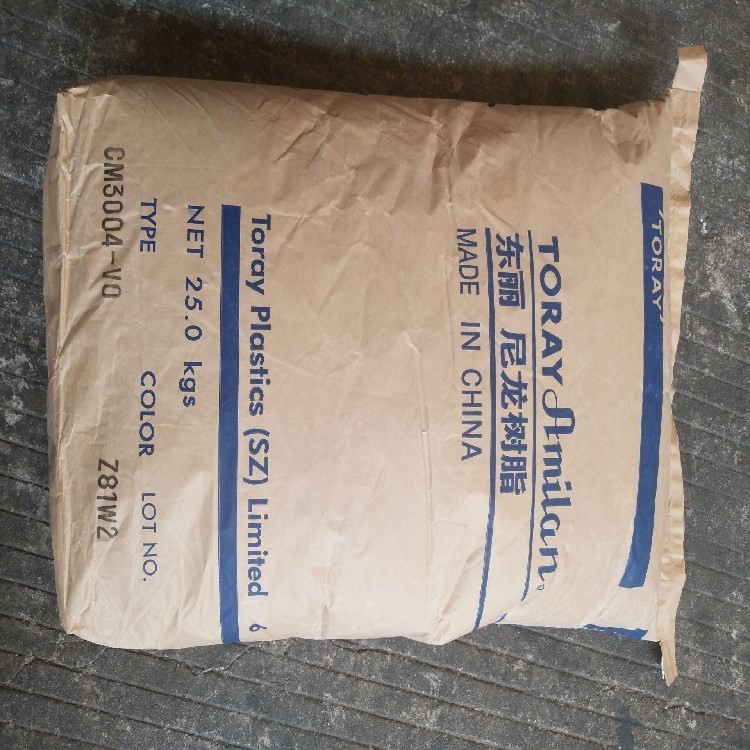 TORAY
TORAY Amilan®
东丽 尼龙树脂
MADE IN CHINA
Toray Plastics (SZ) Limited 6
NET 25.0 kgs
TYPE COLOR LOT NO.
CM3004-V0 Z81W2